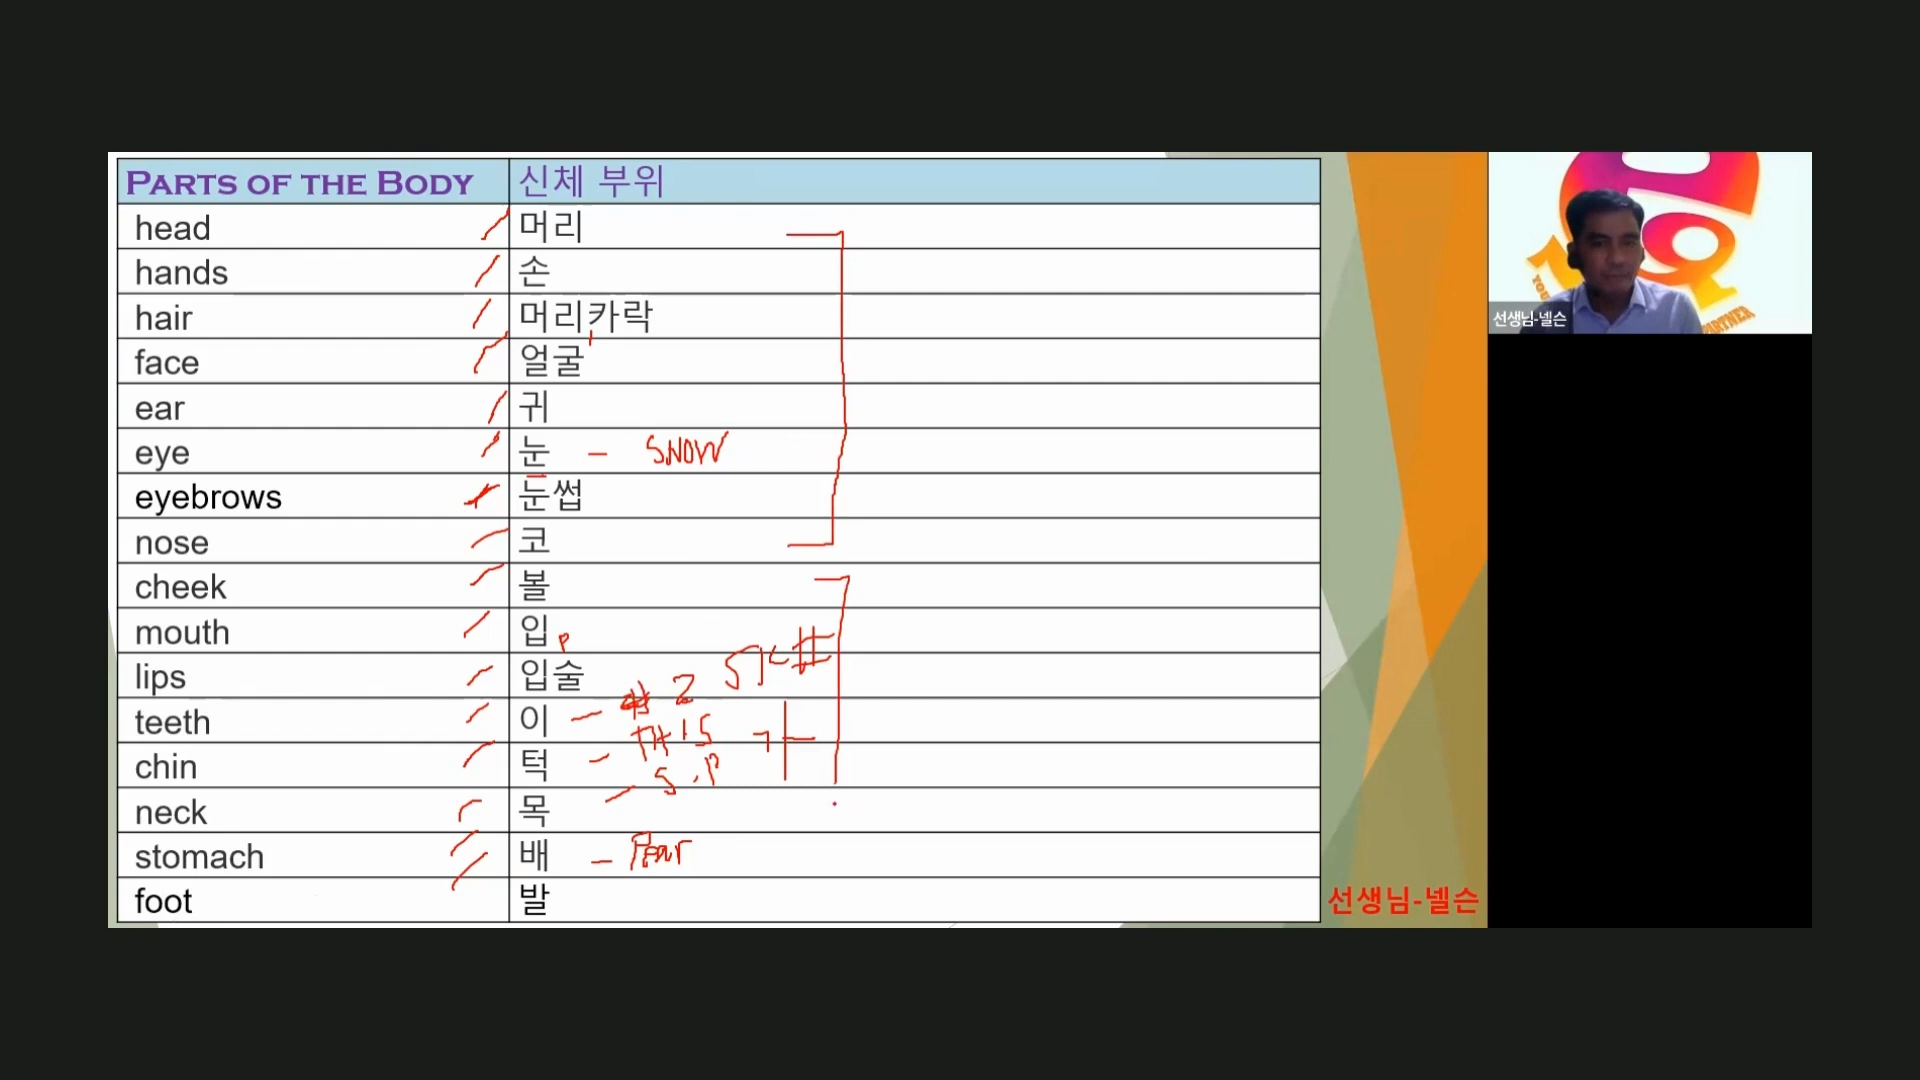 PARTS OF THE BODY 신체 부위
head 머리
hands 손
hair 머리카락
face 얼굴
ear 귀
eye 눈 - SNOW
eyebrows 눈썹
nose 코
cheek 볼
mouth 입
lips 입술 P
teeth 이 - # 2
chin 턱 - THIS
neck 목 - S.P
stomach 배 - Pear
foot 발
선생님-넬슨
선생님-넬슨